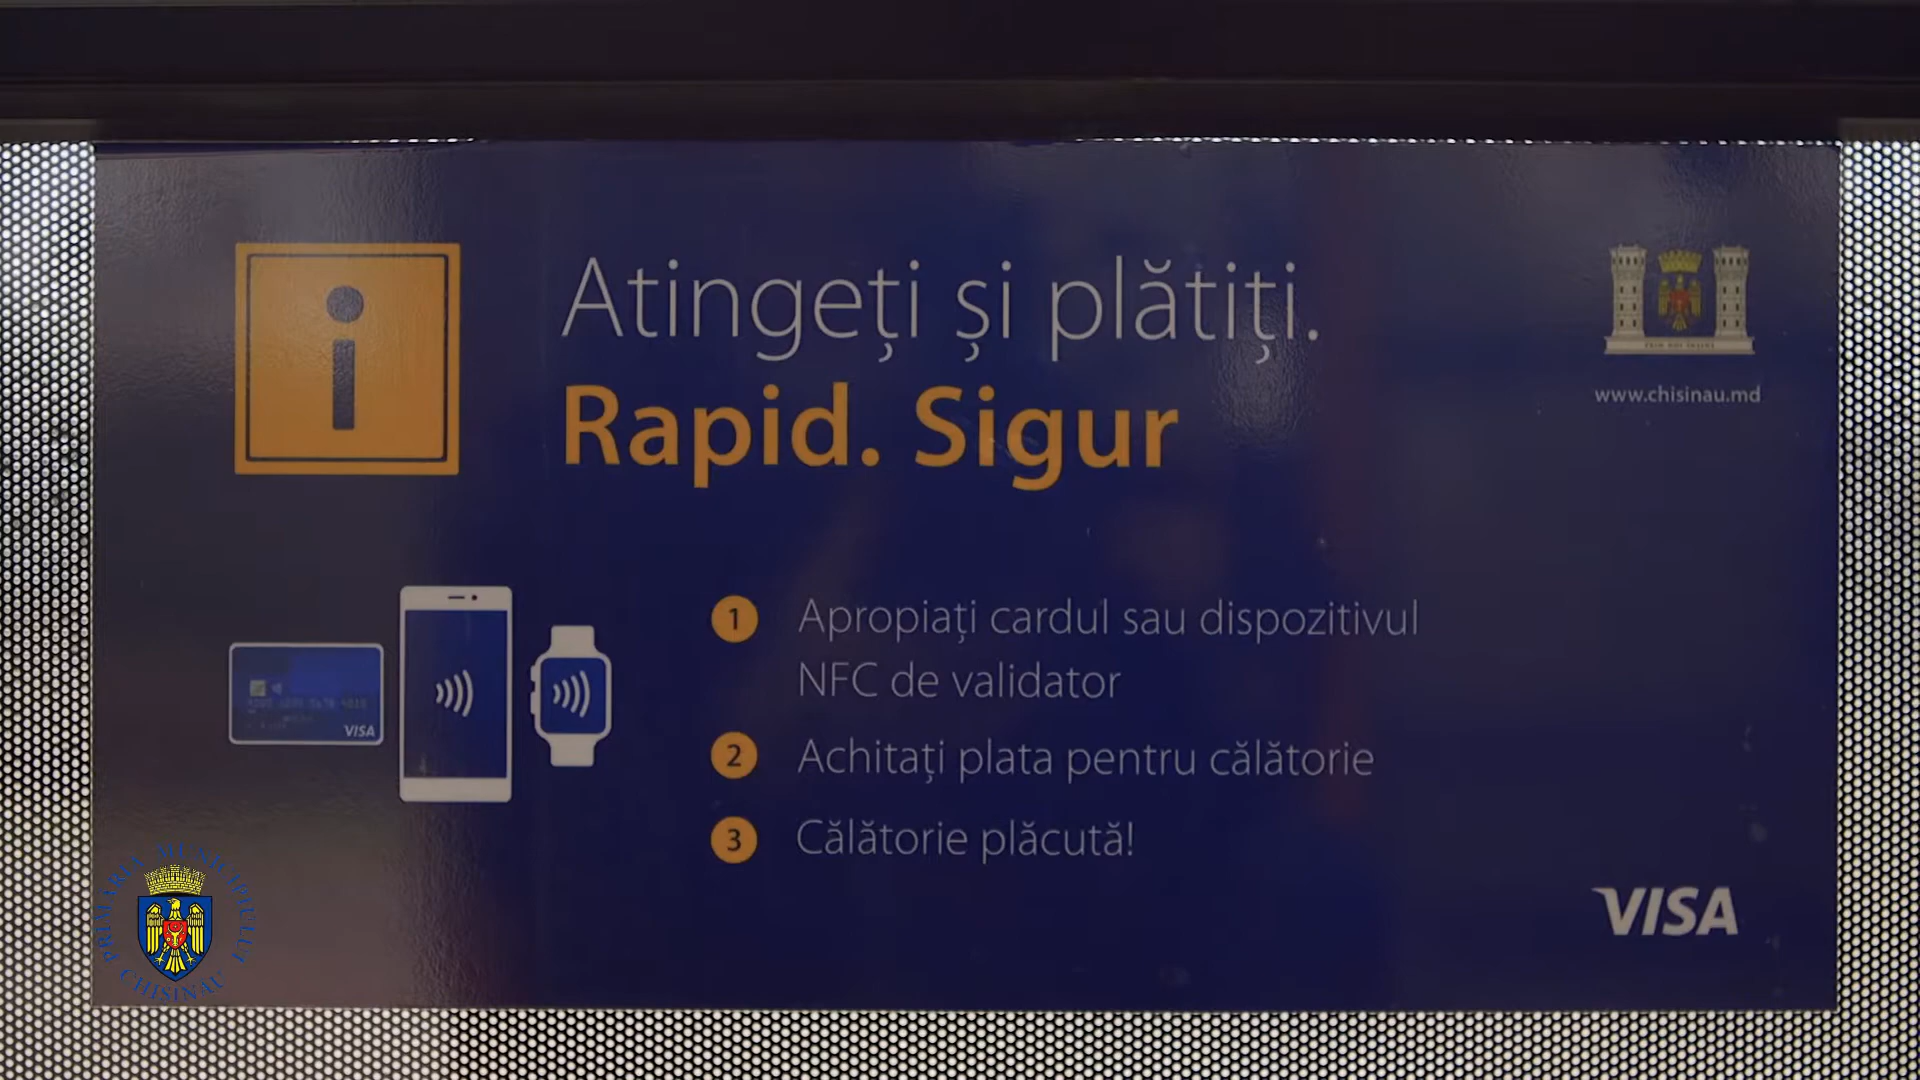 i
Atingeți și plătiți.
Rapid. Sigur
www.chisinau.md
1 Apropiați cardul sau dispozitivul
NFC de validator
2 Achitați plata pentru călătorie
3 Călătorie plăcută!
VISA
VISA
PRIMĂRIA MUNICIPIULUI
CHIȘINĂU